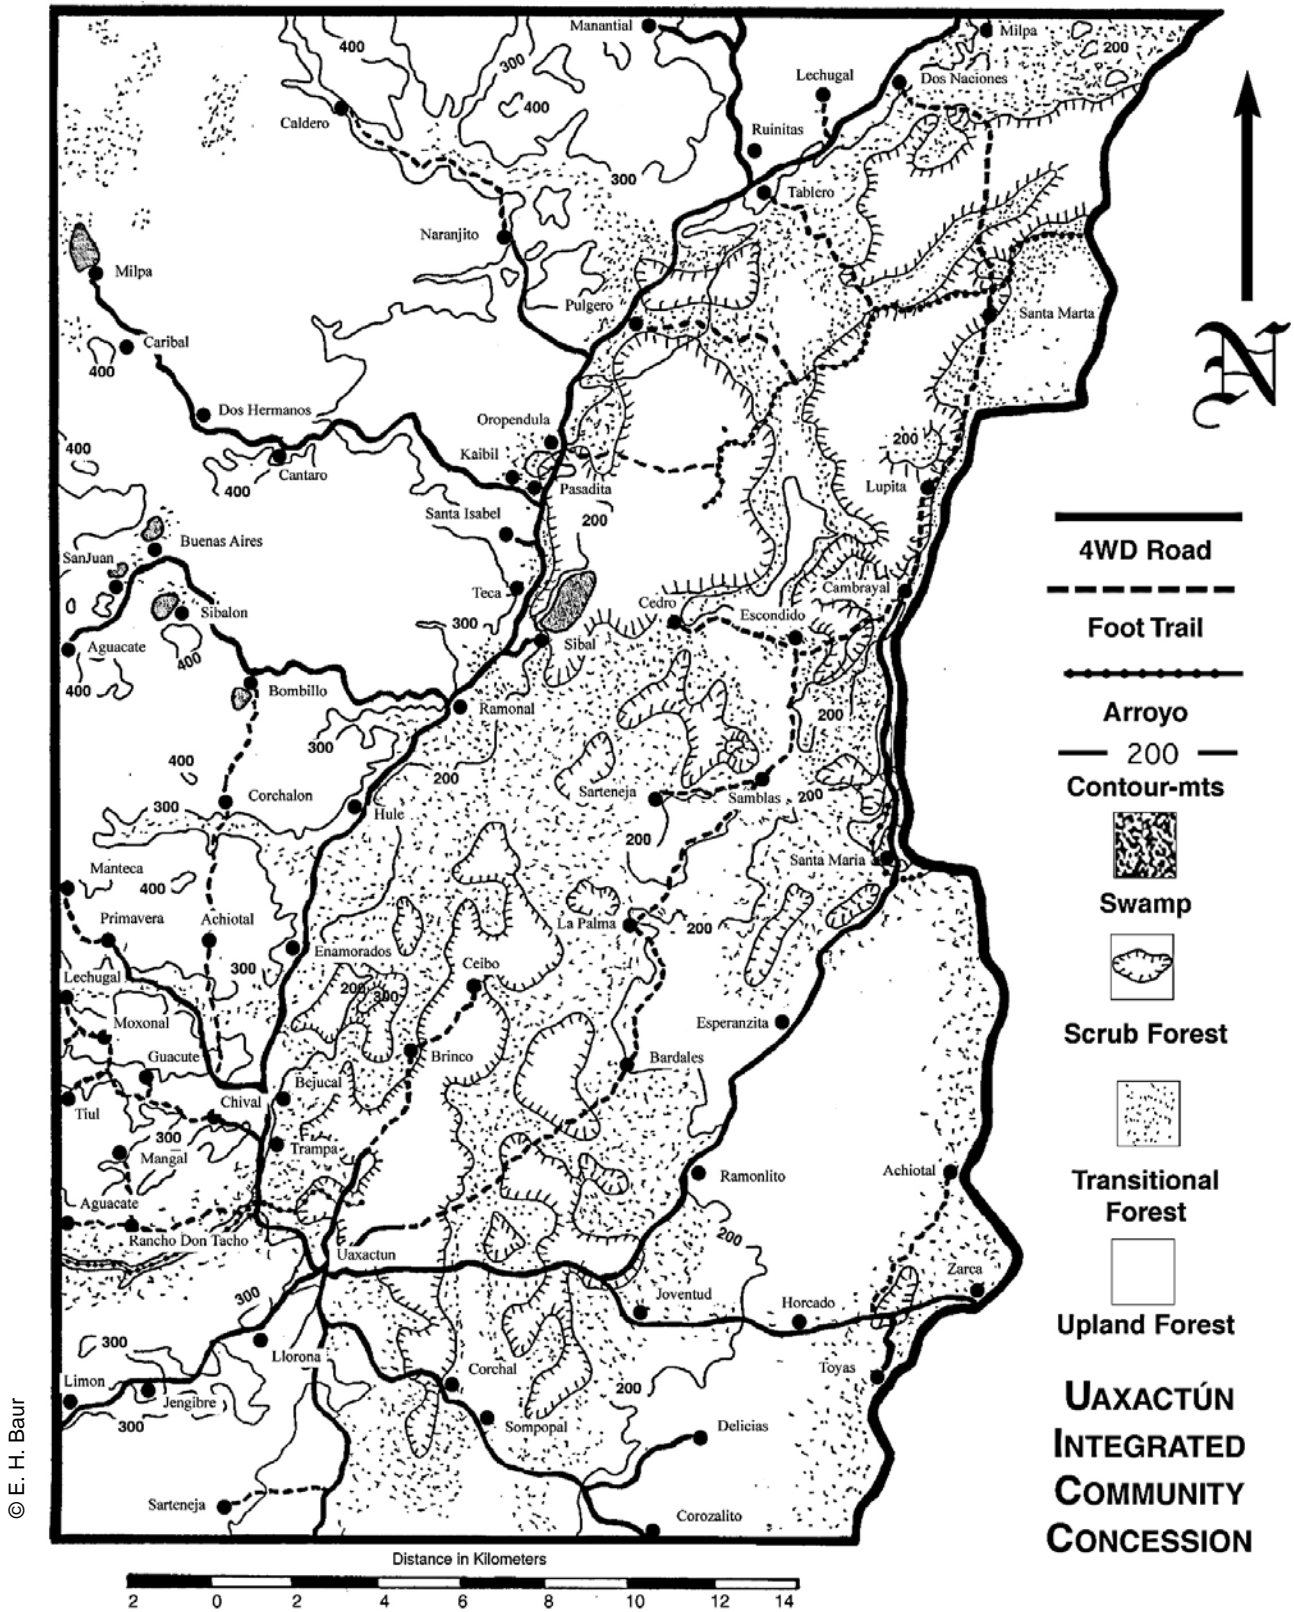 Manantial
Milpa
400
300
200
Lechugal
Dos Naciones
400
Caldero
Ruinitas
300
Tablero
Naranjito
Milpa
Pulgero
Santa Marta
Caribal
400
Dos Hermanos
Oropendula
400
Kaibil
200
Cantaro
400
Pasadita
Lupita
Santa Isabel
200
Buenas Aires
SanJuan
4WD Road
Teca
Cambrayal
Cedro
0
Sibalon
Escondido
300
Foot Trail
Aguacate
Sibal
400
400
Bombillo
Ramonal
200
Arroyo
300
200
400
200
Contour-mts
Corchalon
Sarteneja
Samblas
200
300
Hule
200
Santa Maria
Manteca
400
Swamp
Primavera
Achiotal
La Palma
200
Enamorados
Ceibo
300
Lechugal
200
300
Moxonal
Esperanzita
Scrub Forest
Guacute
Brinco
Bardales
Bejucal
Chival
Tiul
300
Trampa
Mangal
Ramonlito
Achiotal
Transitional
Forest
Aguacate
Rancho Don Tacho
200
Uaxactun
Zarca
300
Joventud
Horcado
Upland Forest
300
Llorona
Corchal
Toyas
Limon
200
Jengibre
300
Sompopal
Delicias
UAXACTÚN
INTEGRATED
COMMUNITY
CONCESSION
Sarteneja
Corozalito
N
© E. H. Baur
Distance in Kilometers
2 0 2 4 6 8 10 12 14